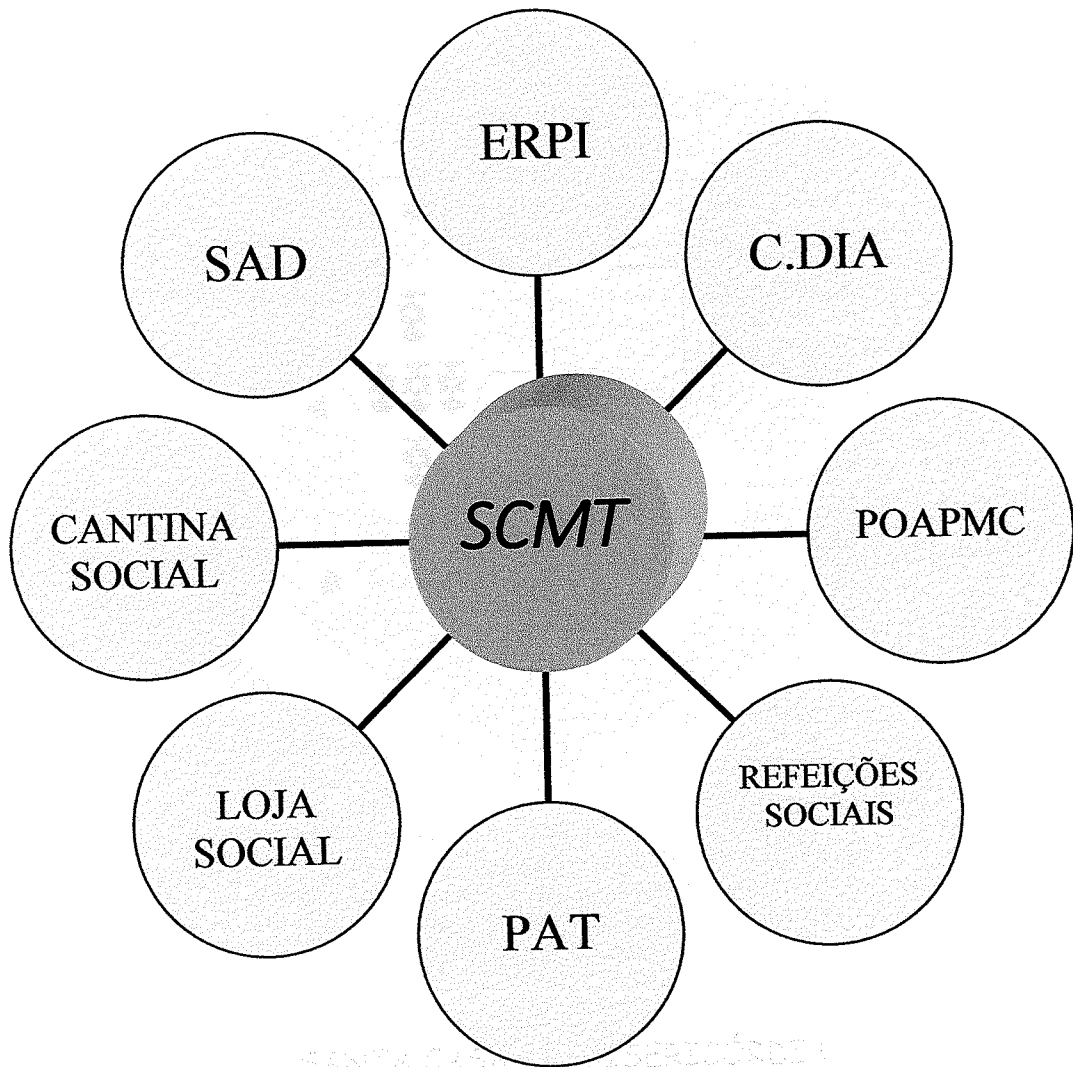 ERPI
SAD
C.DIA
CANTINA
SOCIAL
SCMT
POAPMC
LOJA
SOCIAL
REFEIÇÕES
SOCIAIS
PAT